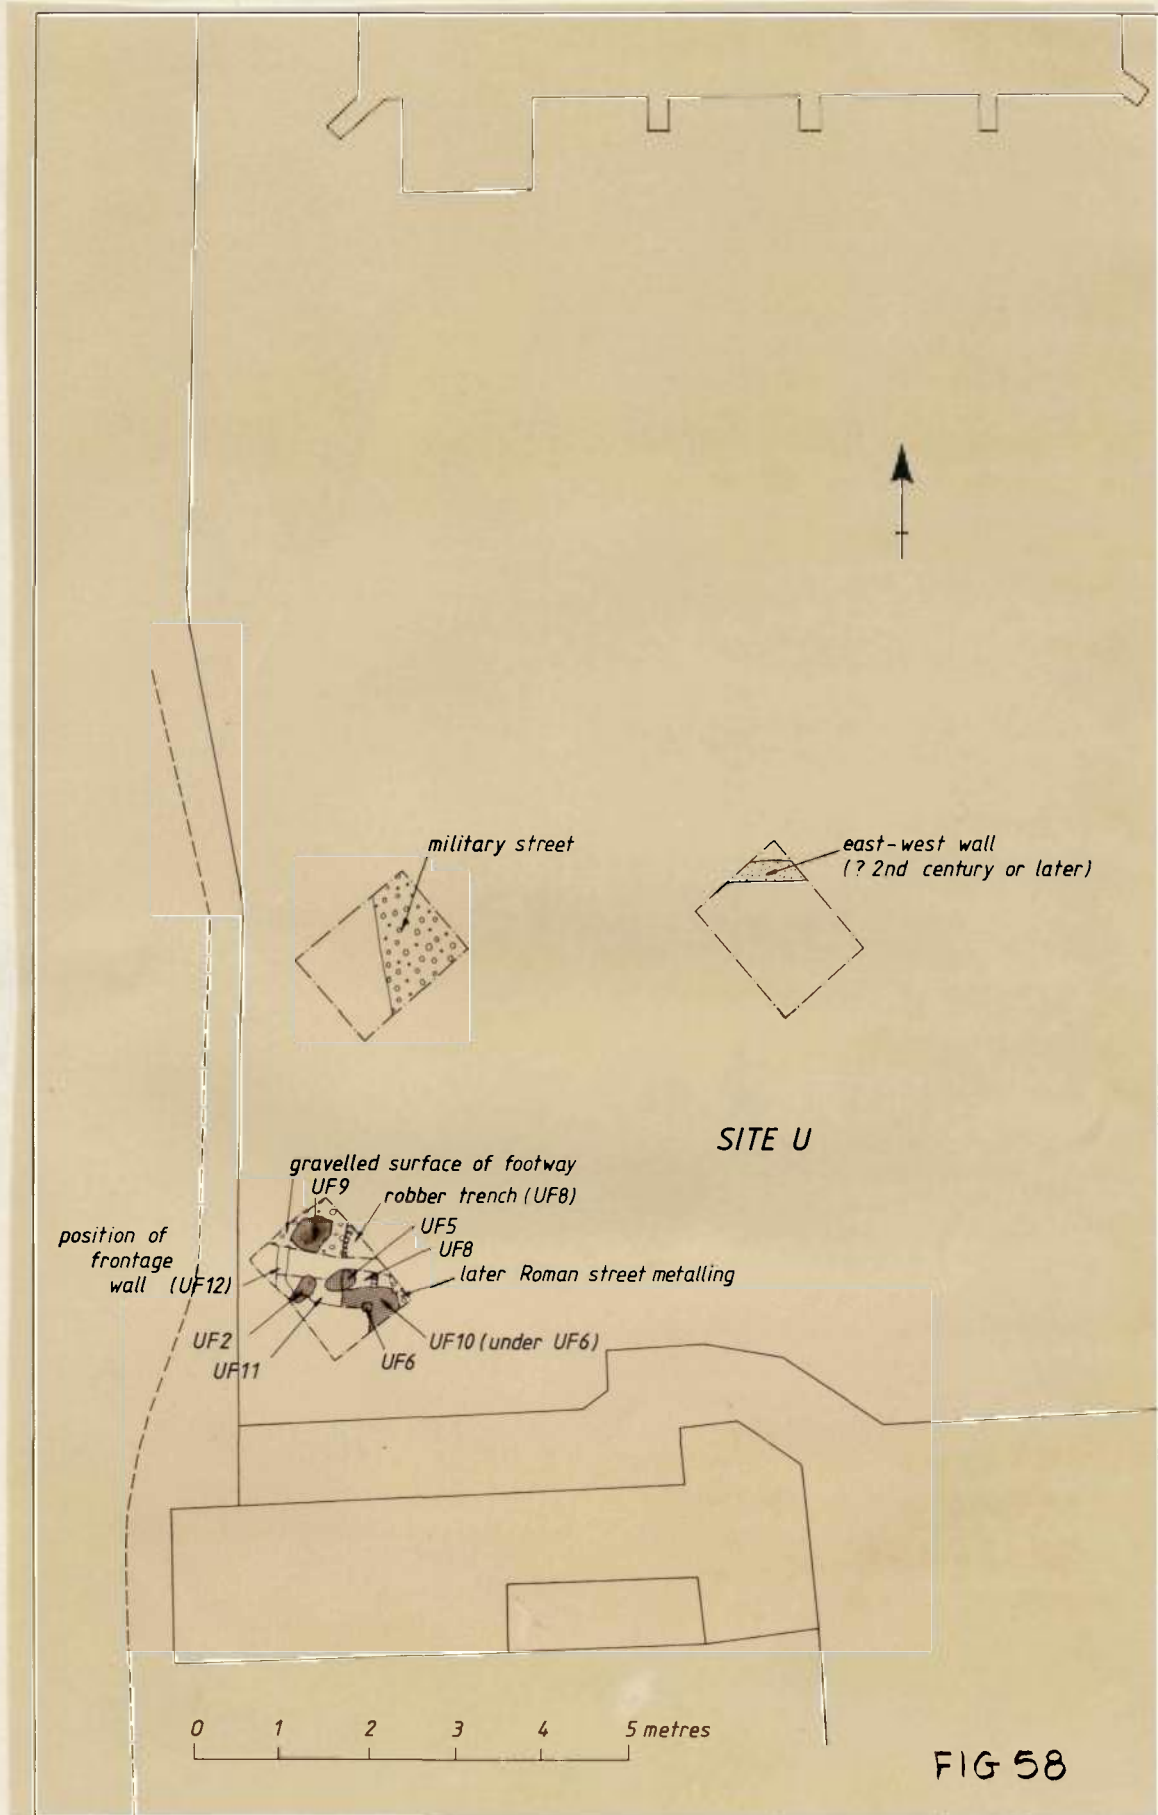 military street
east-west wall
(? 2nd century or later)
SITE U
gravelled surface of footway
UF9
robber trench (UF8)
UF5
UF8
position of
frontage
wall (UF12)
later Roman street metalling
UF2
UF11
UF10 (under UF6)
UF6
0 1 2 3 4 5 metres
FIG 58